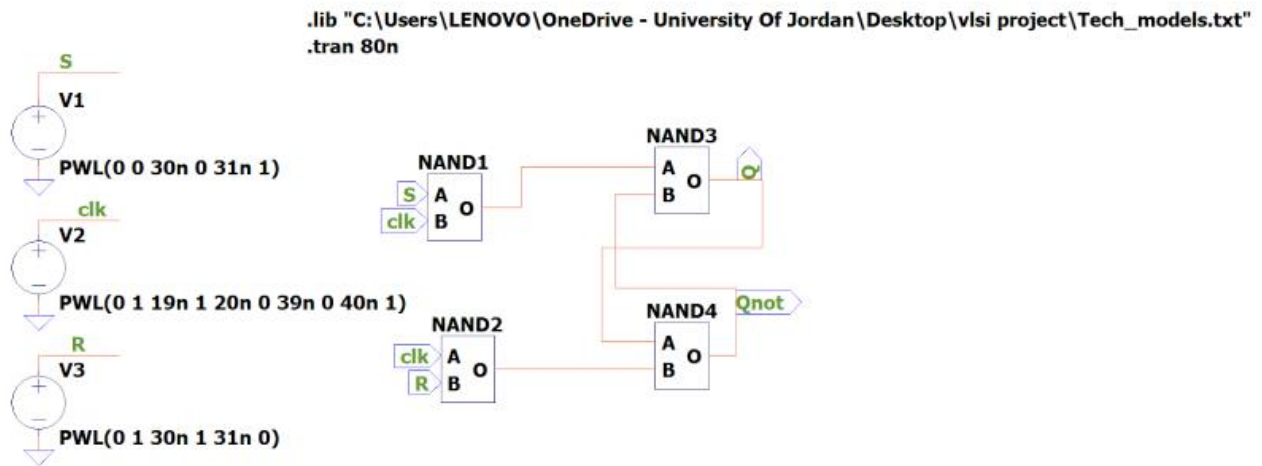 .lib "C:\Users\LENOVO\OneDrive - University Of Jordan\Desktop\vlsi project\Tech_models.txt"
.tran 80n
S
V1
PWL(0 0 30n 0 31n 1)
clk
V2
PWL(0 1 19n 1 20n 0 39n 0 40n 1)
R
V3
PWL(0 1 30n 1 31n 0)
NAND1
S A
O
clk B
NAND2
clk A
O
R B
NAND3
A
O
B
Q
NAND4
A
O
B
Qnot